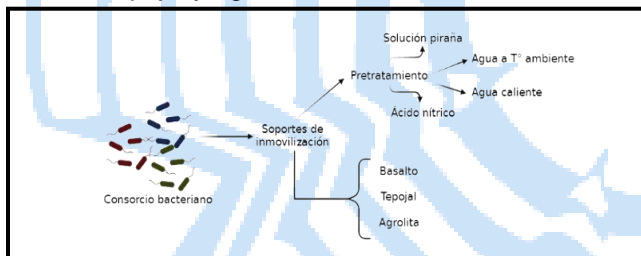 Solución piraña
Agua a T° ambiente
Pretratamiento
Agua caliente
Ácido nítrico
Soportes de
inmovilización
Basalto
Consorcio bacteriano
Tepojal
Agrolita